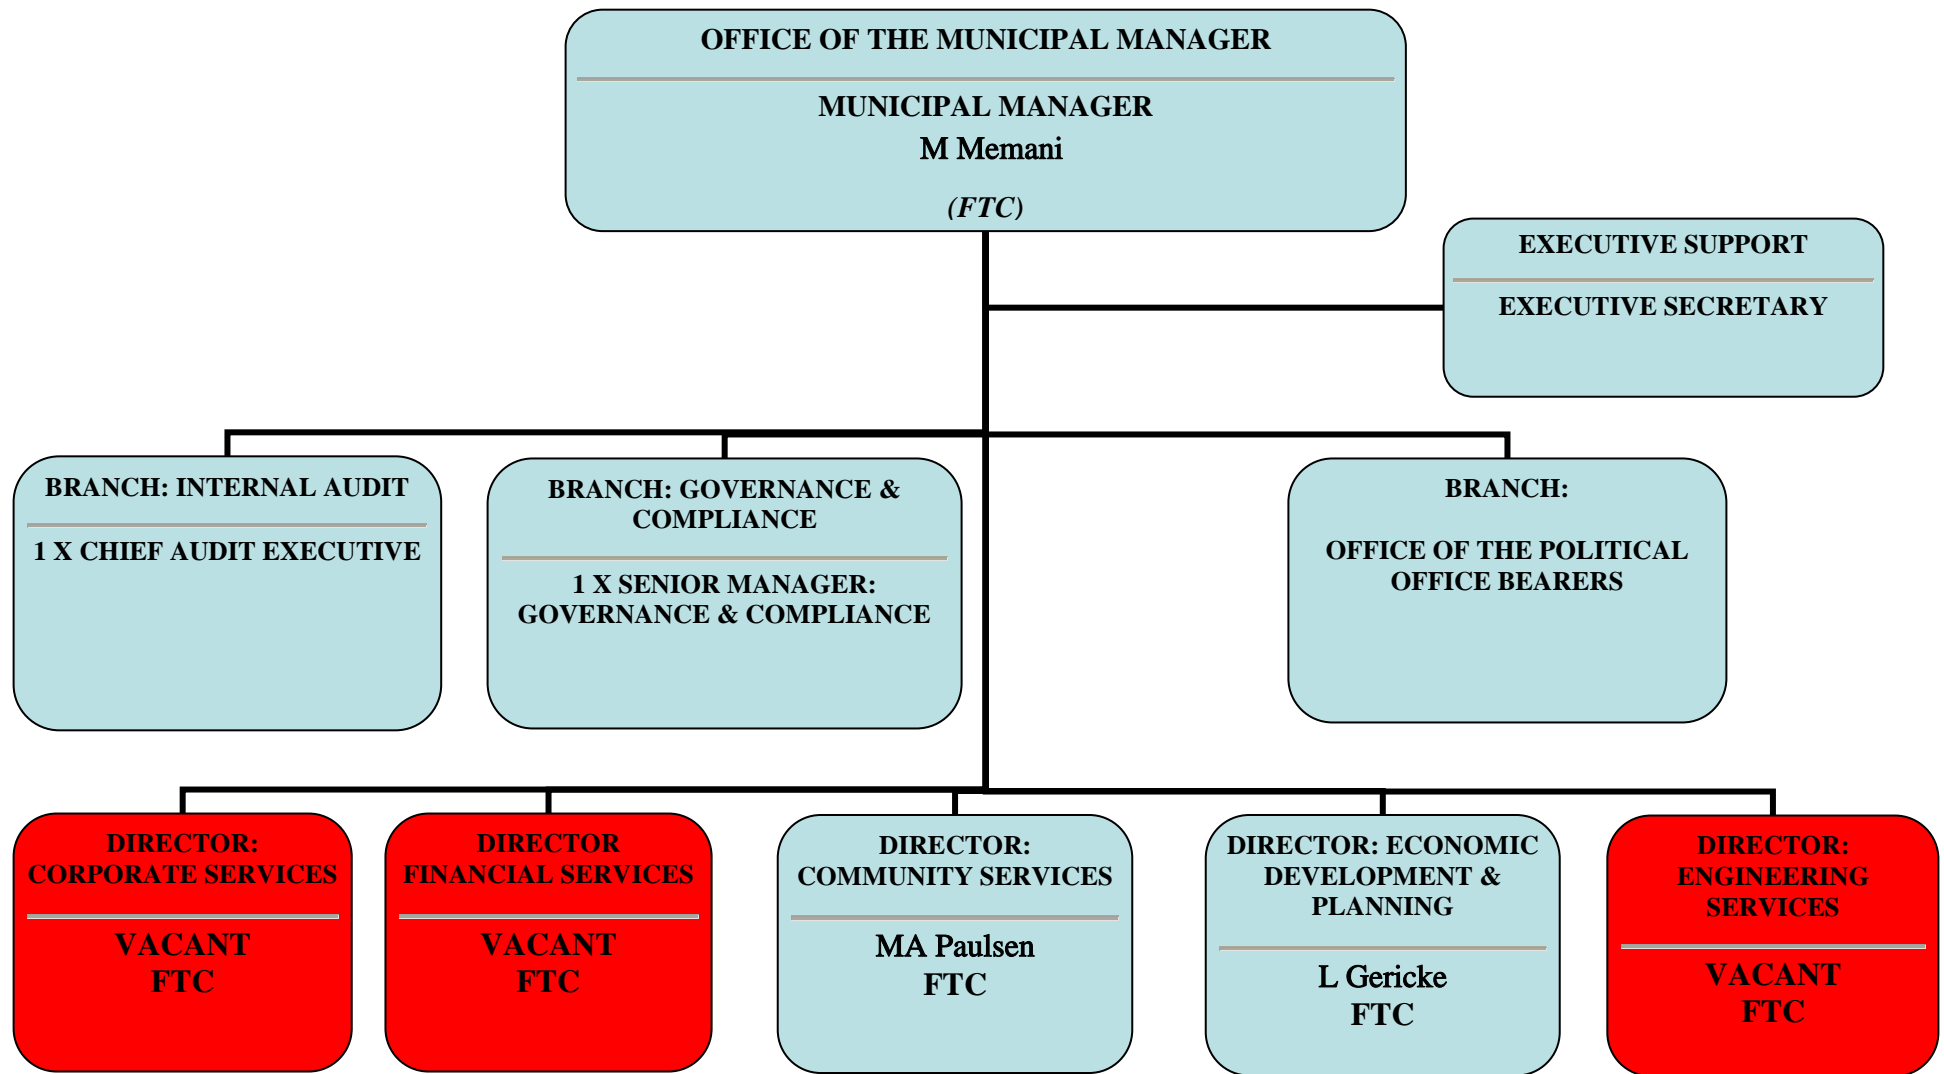 OFFICE OF THE MUNICIPAL MANAGER
MUNICIPAL MANAGER
M Memani
(FTC)
EXECUTIVE SUPPORT
EXECUTIVE SECRETARY
BRANCH: INTERNAL AUDIT
1 X CHIEF AUDIT EXECUTIVE
BRANCH: GOVERNANCE &
COMPLIANCE
1 X SENIOR MANAGER:
GOVERNANCE & COMPLIANCE
BRANCH:
OFFICE OF THE POLITICAL
OFFICE BEARERS
DIRECTOR:
CORPORATE SERVICES
VACANT
FTC
DIRECTOR
FINANCIAL SERVICES
VACANT
FTC
DIRECTOR:
COMMUNITY SERVICES
MA Paulsen
FTC
DIRECTOR: ECONOMIC
DEVELOPMENT &
PLANNING
L Gericke
FTC
DIRECTOR:
ENGINEERING
SERVICES
VACANT
FTC